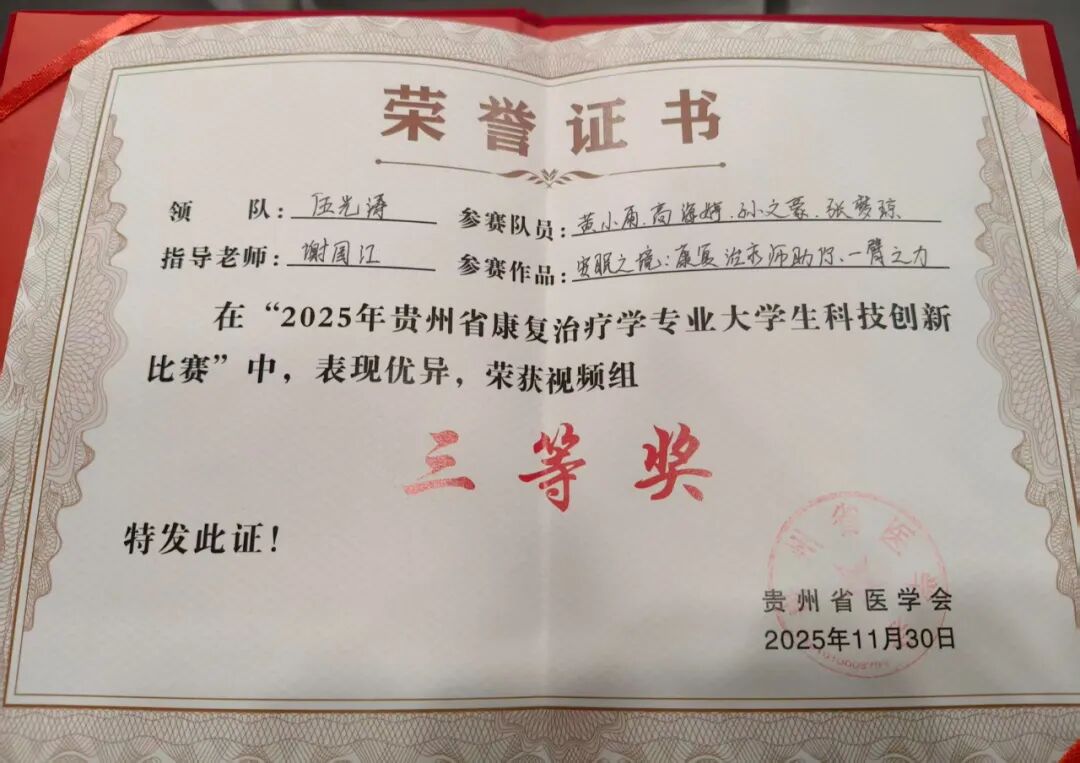 荣誉证书
领 队：伍光涛 参赛队员：黄小雨、高海婷、孙文蒙、张梦琼
指导老师：谢国江 参赛作品：安眠之境：康复治疗师助你一臂之力
在“2025年贵州省康复治疗学专业大学生科技创新
比赛”中，表现优异，荣获视频组
三等奖
特发此证！
贵州省医学会
2025年11月30日